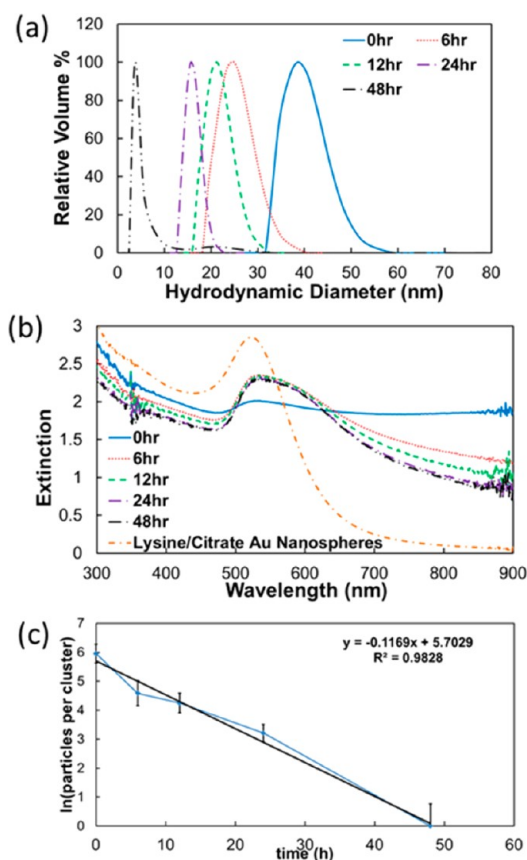 (a)
0hr 6hr
12hr 24hr
48hr
Relative Volume %
120
100
80
60
40
20
0
0 10 20 30 40 50 60 70 80
Hydrodynamic Diameter (nm)
(b)
3
2.5
2
1.5
1
0.5
0
Extinction
0hr
6hr
12hr
24hr
48hr
Lysine/Citrate Au Nanospheres
300 400 500 600 700 800 900
Wavelength (nm)
(c)
y = -0.1169x + 5.7029
R² = 0.9828
ln(particles per cluster)
7
6
5
4
3
2
1
0
0 10 20 30 40 50 60
time (h)